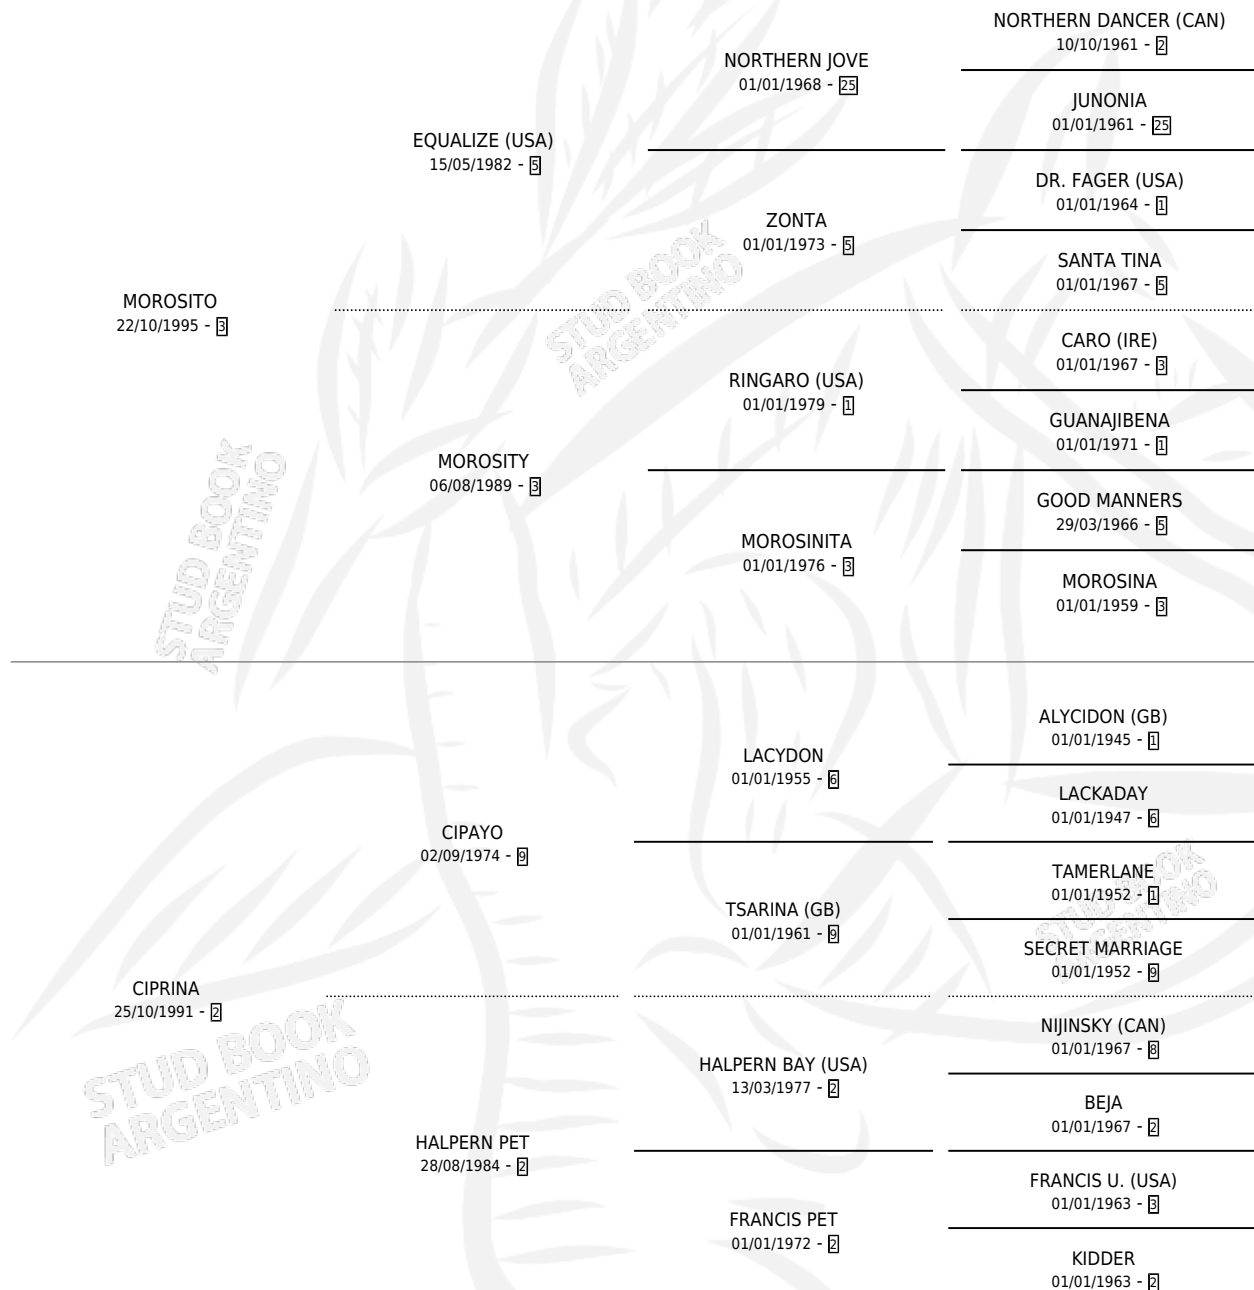 NORTHERN DANCER (CAN)
10/10/1961 - 2
NORTHERN JOVE
01/01/1968 - 25
JUNONIA
01/01/1961 - 25
EQUALIZE (USA)
15/05/1982 - 5
DR. FAGER (USA)
01/01/1964 - 1
ZONTA
01/01/1973 - 5
SANTA TINA
01/01/1967 - 5
MOROSITO
22/10/1995 - 3
STUD BOOK
ARGENTINO
CARO (IRE)
01/01/1967 - 3
RINGARO (USA)
01/01/1979 - 1
GUANAJIBENA
01/01/1971 - 1
MOROSITY
06/08/1989 - 3
GOOD MANNERS
29/03/1966 - 5
MOROSINITA
01/01/1976 - 3
MOROSINA
01/01/1959 - 3
STUD BOOK
ARGENTINO
ALYCIDON (GB)
01/01/1945 - 1
LACYDON
01/01/1955 - 6
LACKADAY
01/01/1947 - 6
CIPAYO
02/09/1974 - 9
TAMERLANE
01/01/1952 - 1
TSARINA (GB)
01/01/1961 - 9
STUD BOOK
ARGENTINO
SECRET MARRIAGE
01/01/1952 - 9
CIPRINA
25/10/1991 - 2
NIJINSKY (CAN)
01/01/1967 - 8
HALPERN BAY (USA)
13/03/1977 - 2
STUD BOOK
ARGENTINO
BEJA
01/01/1967 - 2
HALPERN PET
28/08/1984 - 2
FRANCIS U. (USA)
01/01/1963 - 3
FRANCIS PET
01/01/1972 - 2
KIDDER
01/01/1963 - 2